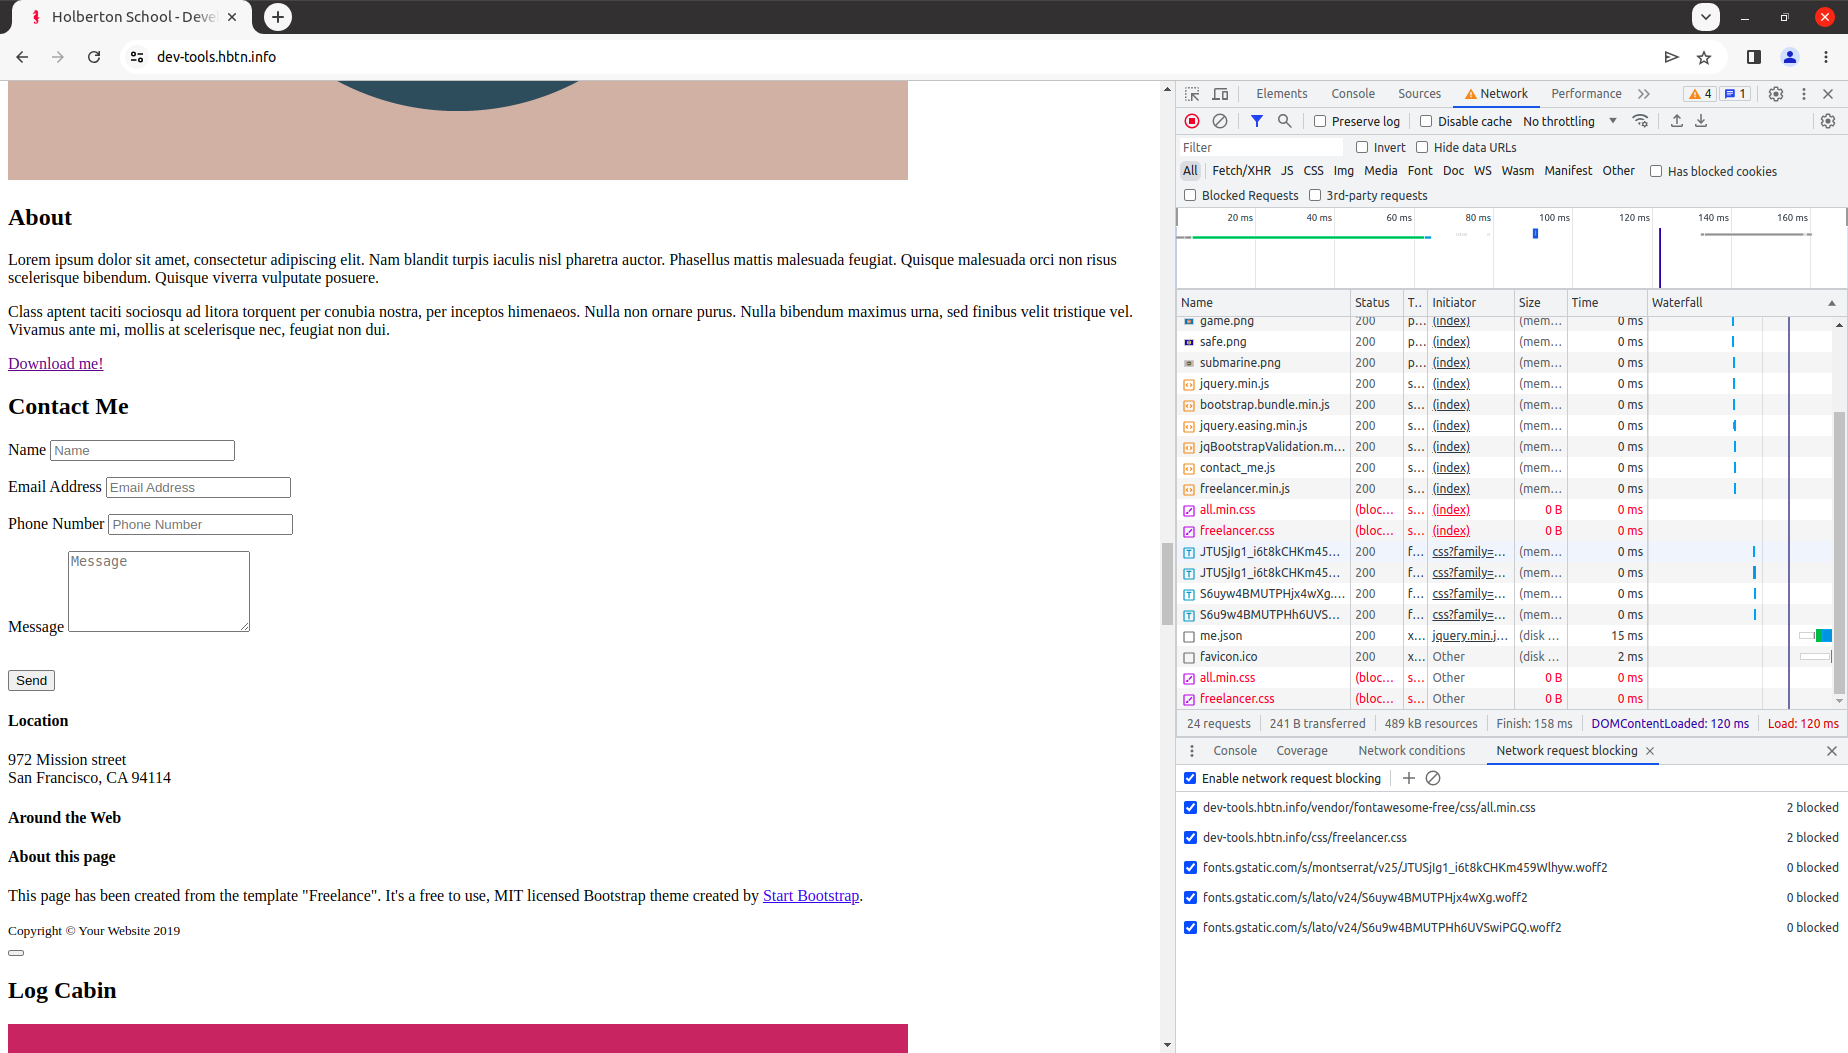 Holberton School - Deve
dev-tools.hbtn.info
About
Lorem ipsum dolor sit amet, consectetur adipiscing elit. Nam blandit turpis iaculis nisl pharetra auctor. Phasellus mattis malesuada feugiat. Quisque malesuada orci non risus
scelerisque bibendum. Quisque viverra vulputate posuere.
Class aptent taciti sociosqu ad litora torquent per conubia nostra, per inceptos himenaeos. Nulla non ornare purus. Nulla bibendum maximus urna, sed finibus velit tristique vel.
Vivamus ante mi, mollis at scelerisque nec, feugiat non dui.
Download me!
Contact Me
Name Name
Email Address Email Address
Phone Number Phone Number
Message
Message
Send
Location
972 Mission street
San Francisco, CA 94114
Around the Web
About this page
This page has been created from the template "Freelance". It's a free to use, MIT licensed Bootstrap theme created by Start Bootstrap.
Copyright © Your Website 2019
Log Cabin
Elements Console Sources Network Performance 4 1
Preserve log Disable cache No throttling
Filter Invert Hide data URLs
All Fetch/XHR JS CSS Img Media Font Doc WS Wasm Manifest Other Has blocked cookies
Blocked Requests 3rd-party requests
20 ms 40 ms 60 ms 80 ms 100 ms 120 ms 140 ms 160 ms
Name Status T.. Initiator Size Time Waterfall
game.png 200 p... (index) (mem... 0 ms
safe.png 200 p... (index) (mem... 0 ms
submarine.png 200 p... (index) (mem... 0 ms
jquery.min.js 200 s... (index) (mem... 0 ms
bootstrap.bundle.min.js 200 s... (index) (mem... 0 ms
jquery.easing.min.js 200 s... (index) (mem... 0 ms
jqBootstrapValidation.m... 200 s... (index) (mem... 0 ms
contact_me.js 200 s... (index) (mem... 0 ms
freelancer.min.js 200 s... (index) (mem... 0 ms
all.min.css (bloc... s... (index) 0 B 0 ms
freelancer.css (bloc... s... (index) 0 B 0 ms
JTUSjIg1_i6t8kCHKm45... 200 f... css?family=... (mem... 0 ms
JTUSjIg1_i6t8kCHKm45... 200 f... css?family=... (mem... 0 ms
S6uyw4BMUTPHjx4wXg.... 200 f... css?family=... (mem... 0 ms
S6u9w4BMUTPHh6UVS... 200 f... css?family=... (mem... 0 ms
me.json 200 x... jquery.min.j... (disk ... 15 ms
favicon.ico 200 x... Other (disk ... 2 ms
all.min.css (bloc... s... Other 0 B 0 ms
freelancer.css (bloc... s... Other 0 B 0 ms
24 requests 241 B transferred 489 kB resources Finish: 158 ms DOMContentLoaded: 120 ms Load: 120 ms
Console Coverage Network conditions Network request blocking
Enable network request blocking
dev-tools.hbtn.info/vendor/fontawesome-free/css/all.min.css 2 blocked
dev-tools.hbtn.info/css/freelancer.css 2 blocked
fonts.gstatic.com/s/montserrat/v25/JTUSjIg1_i6t8kCHKm459Wlhyw.woff2 0 blocked
fonts.gstatic.com/s/lato/v24/S6uyw4BMUTPHjx4wXg.woff2 0 blocked
fonts.gstatic.com/s/lato/v24/S6u9w4BMUTPHh6UVSwiPGQ.woff2 0 blocked